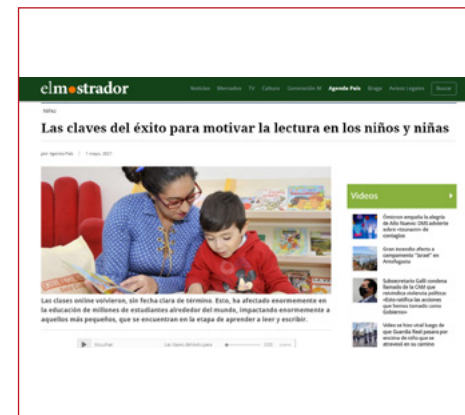 elmostrador
Noticias Mercados TV Cultura Generación M Agenda País Braga Avisos Legales Buscar
Niñez
Las claves del éxito para motivar la lectura en los niños y niñas
por Agenda País | 1 mayo, 2021
Videos
Ómicron empaña la alegría
de Año Nuevo: OMS advierte
sobre «tsunami» de
contagios
Gran incendio afecta a
campamento "Israel" en
Antofagasta
Subsecretario Galli condena
llamado de la CAM que
reivindica violencia política:
«Esto ratifica las acciones
que hemos tomado como
Gobierno»
Video se hizo viral luego de
que Guardia Real pasara por
encima de niño que se
atravesó en su camino
Las clases online volvieron, sin fecha clara de término. Esto, ha afectado enormemente en
la educación de millones de estudiantes alrededor del mundo, impactando enormemente a
aquellos más pequeños, que se encuentran en la etapa de aprender a leer y escribir.
Escuchar Las claves del éxito para